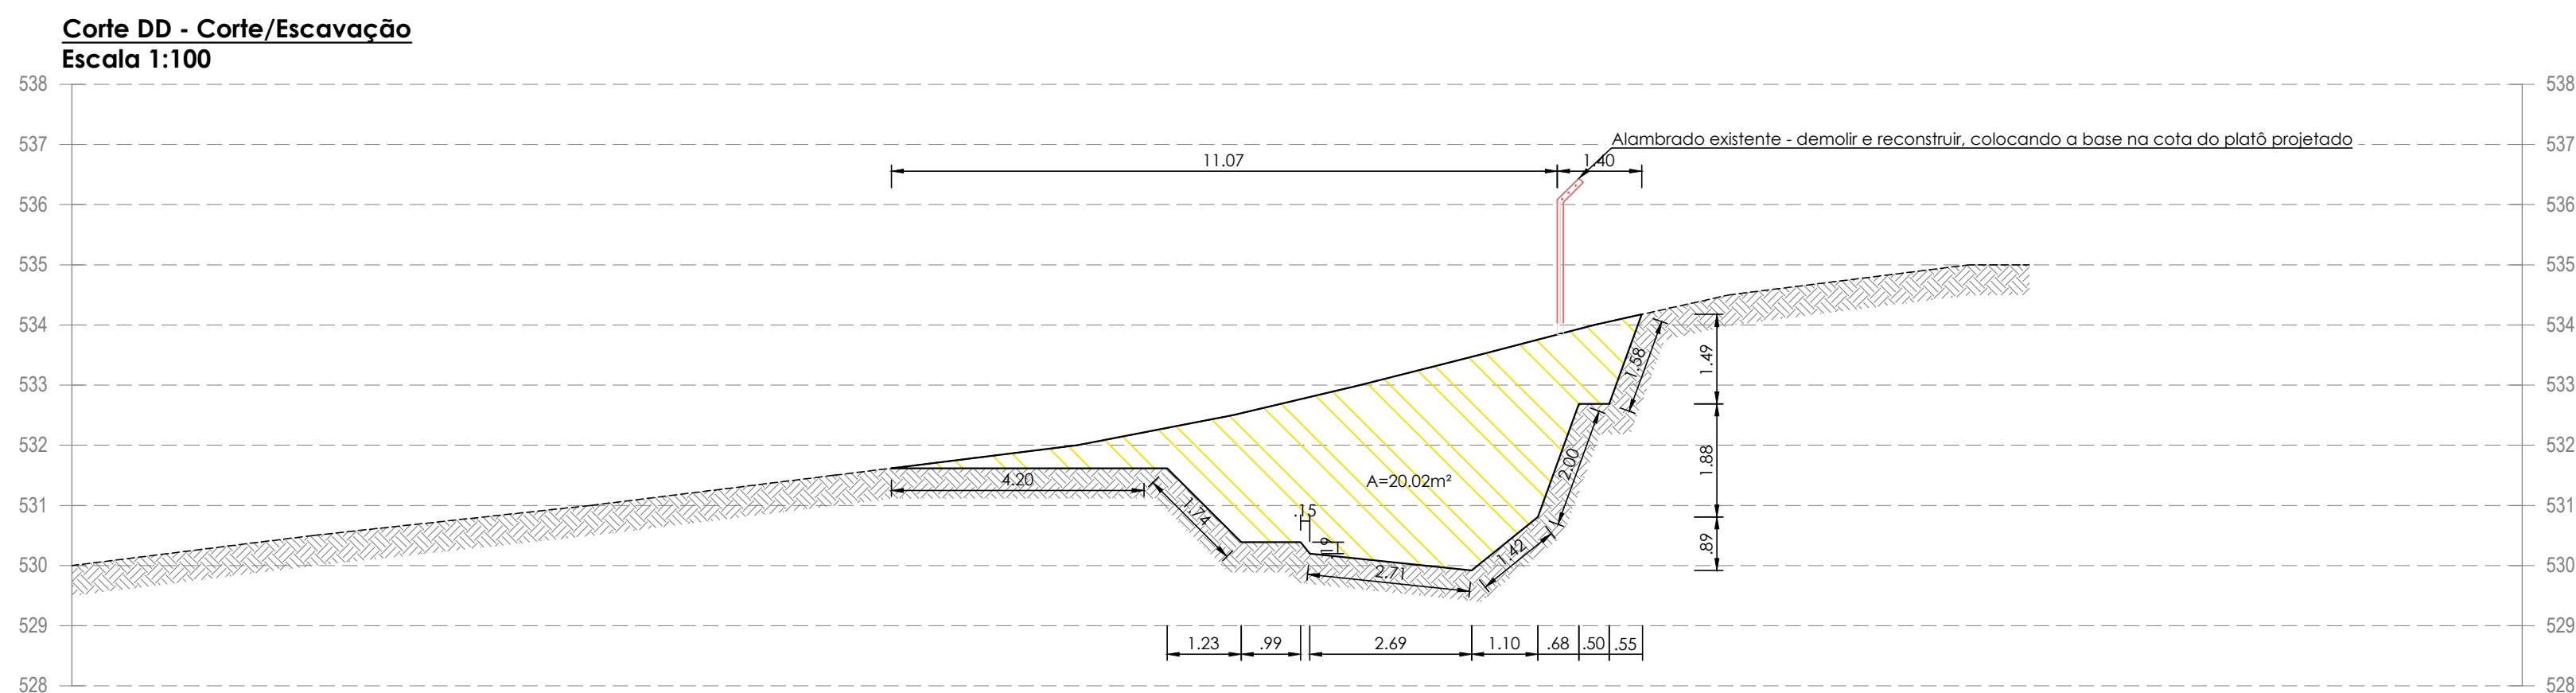 Corte DD - Corte/Escavação
Escala 1:100
538 538
537 537
Alambrado existente - demolir e reconstruir, colocando a base na cota do platô projetado
11.07 1.40
536 536
535 535
534 534
1.58 1.49
533 533
532 532
4.20 A=20.02m² 2.00 1.88
531 531
1.74 .15 .19 1.42 .89
530 530
2.71
529 529
1.23 .99 2.69 1.10 .68 .50 .55
528 528